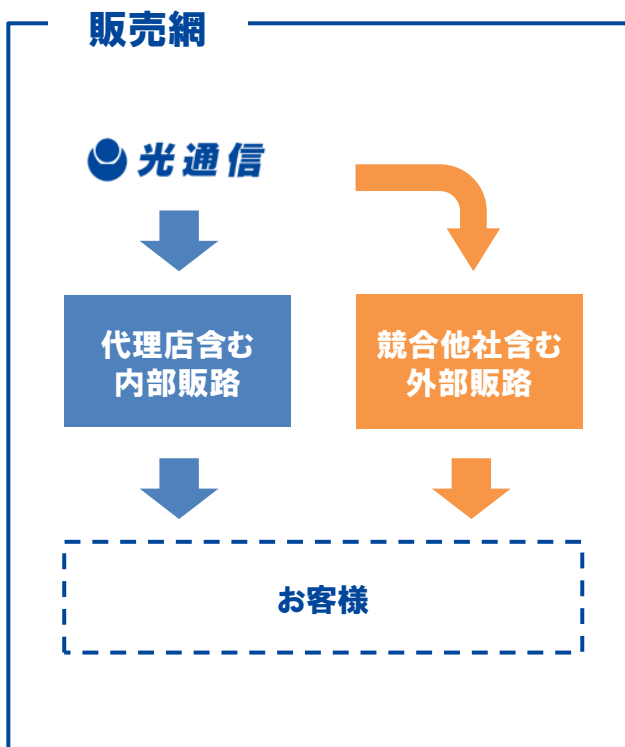 販売網
光通信
代理店含む
内部販路
競合他社含む
外部販路
お客様